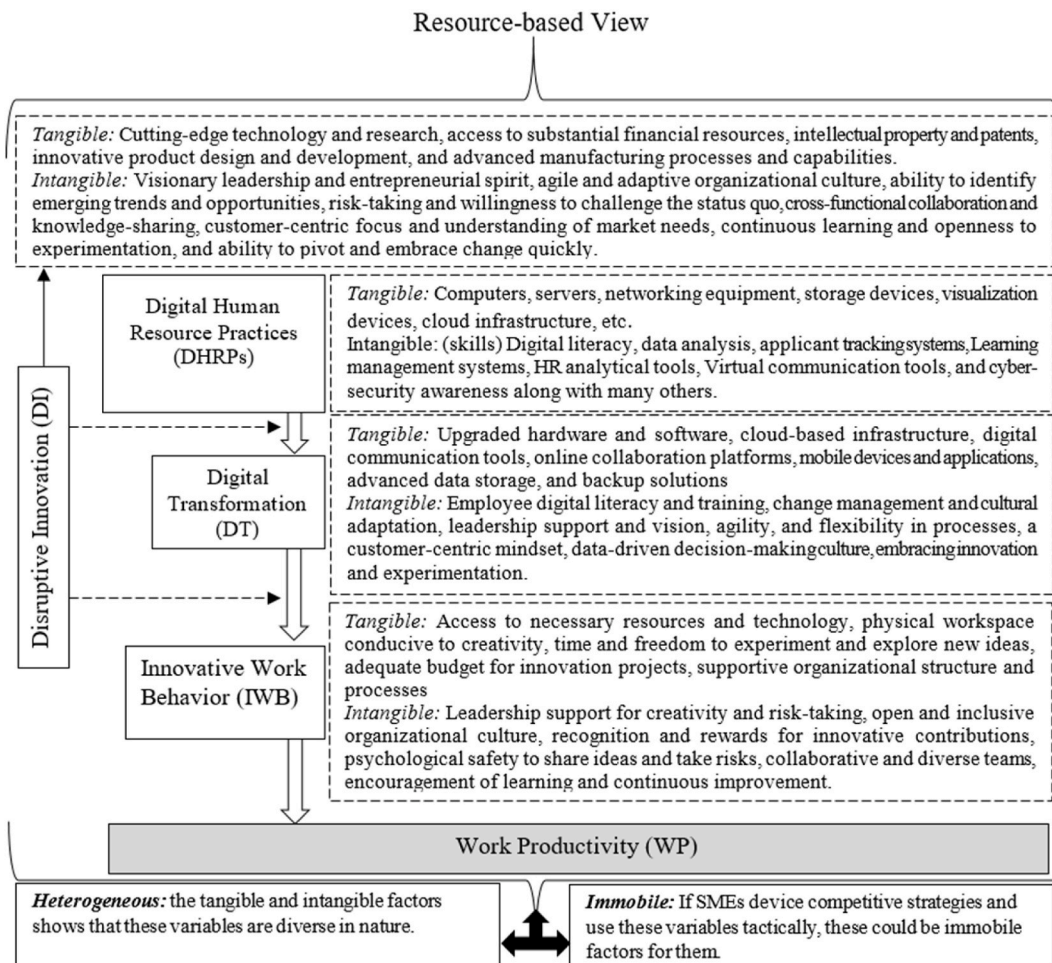 Resource-based View
Tangible: Cutting-edge technology and research, access to substantial financial resources, intellectual property and patents,
innovative product design and development, and advanced manufacturing processes and capabilities.
Intangible: Visionary leadership and entrepreneurial spirit, agile and adaptive organizational culture, ability to identify
emerging trends and opportunities, risk-taking and willingness to challenge the status quo, cross-functional collaboration and
knowledge-sharing, customer-centric focus and understanding of market needs, continuous learning and openness to
experimentation, and ability to pivot and embrace change quickly.
Disruptive Innovation (DI)
Digital Human
Resource Practices
(DHRPs)
Tangible: Computers, servers, networking equipment, storage devices, visualization
devices, cloud infrastructure, etc.
Intangible: (skills) Digital literacy, data analysis, applicant tracking systems, Learning
management systems, HR analytical tools, Virtual communication tools, and cyber-
security awareness along with many others.
Digital
Transformation
(DT)
Tangible: Upgraded hardware and software, cloud-based infrastructure, digital
communication tools, online collaboration platforms, mobile devices and applications,
advanced data storage, and backup solutions
Intangible: Employee digital literacy and training, change management and cultural
adaptation, leadership support and vision, agility, and flexibility in processes, a
customer-centric mindset, data-driven decision-making culture, embracing innovation
and experimentation.
Innovative Work
Behavior (IWB)
Tangible: Access to necessary resources and technology, physical workspace
conducive to creativity, time and freedom to experiment and explore new ideas,
adequate budget for innovation projects, supportive organizational structure and
processes
Intangible: Leadership support for creativity and risk-taking, open and inclusive
organizational culture, recognition and rewards for innovative contributions,
psychological safety to share ideas and take risks, collaborative and diverse teams,
encouragement of learning and continuous improvement.
Work Productivity (WP)
Heterogeneous: the tangible and intangible factors
shows that these variables are diverse in nature.
Immobile: If SMEs device competitive strategies and
use these variables tactically, these could be immobile
factors for them.